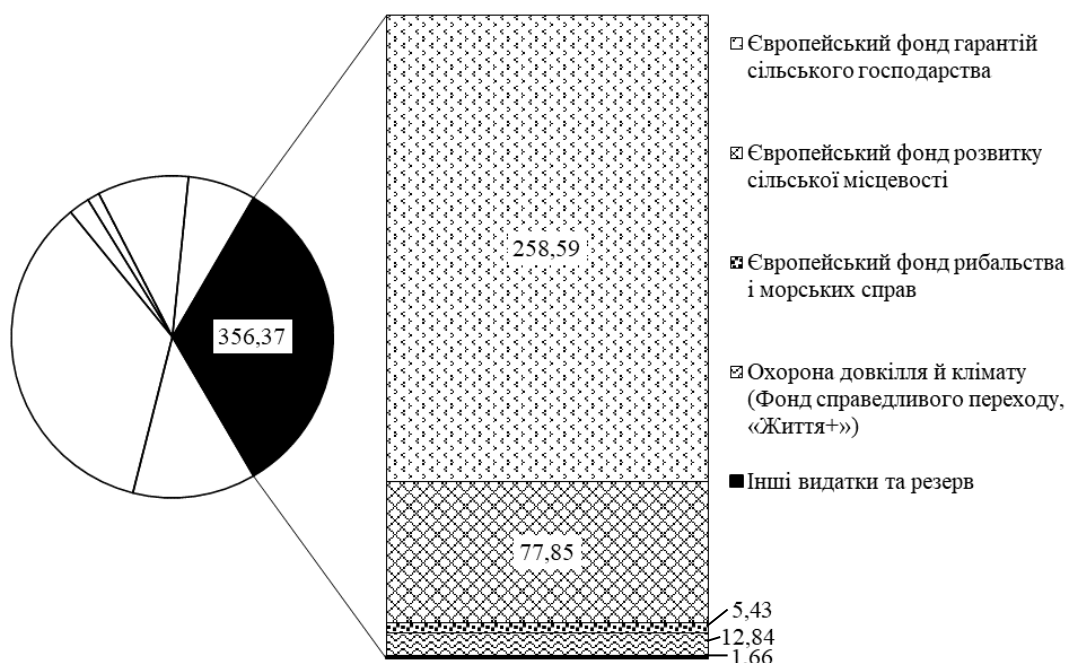 356,37
258,59
77,85
5,43
12,84
1,66
Європейський фонд гарантій
сільського господарства
Європейський фонд розвитку
сільської місцевості
Європейський фонд рибальства
і морських справ
Охорона довкілля й клімату
(Фонд справедливого переходу,
«Життя+»)
Інші видатки та резерв